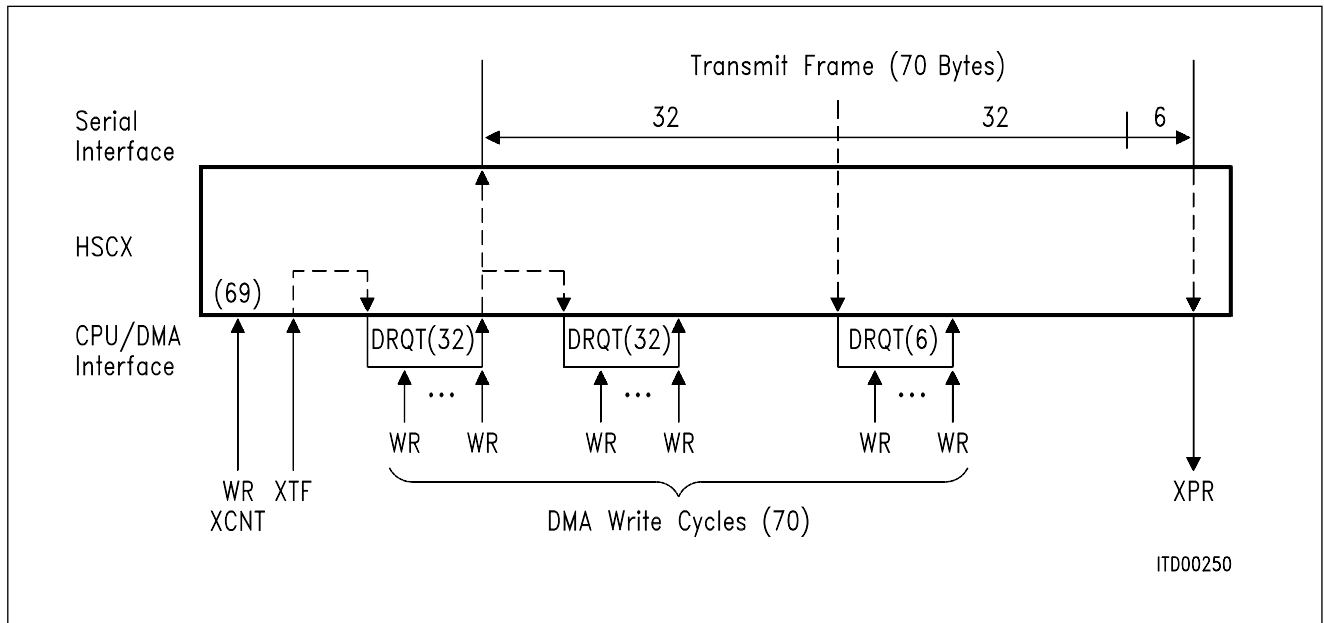 Transmit Frame (70 Bytes)
Serial
Interface
32
32
6
HSCX
(69)
CPU/DMA
Interface
DRQT(32)
DRQT(32)
DRQT(6)
...
...
...
WR
WR
WR
WR
WR
WR
WR
XCNT
XTF
XPR
DMA Write Cycles (70)
ITD00250